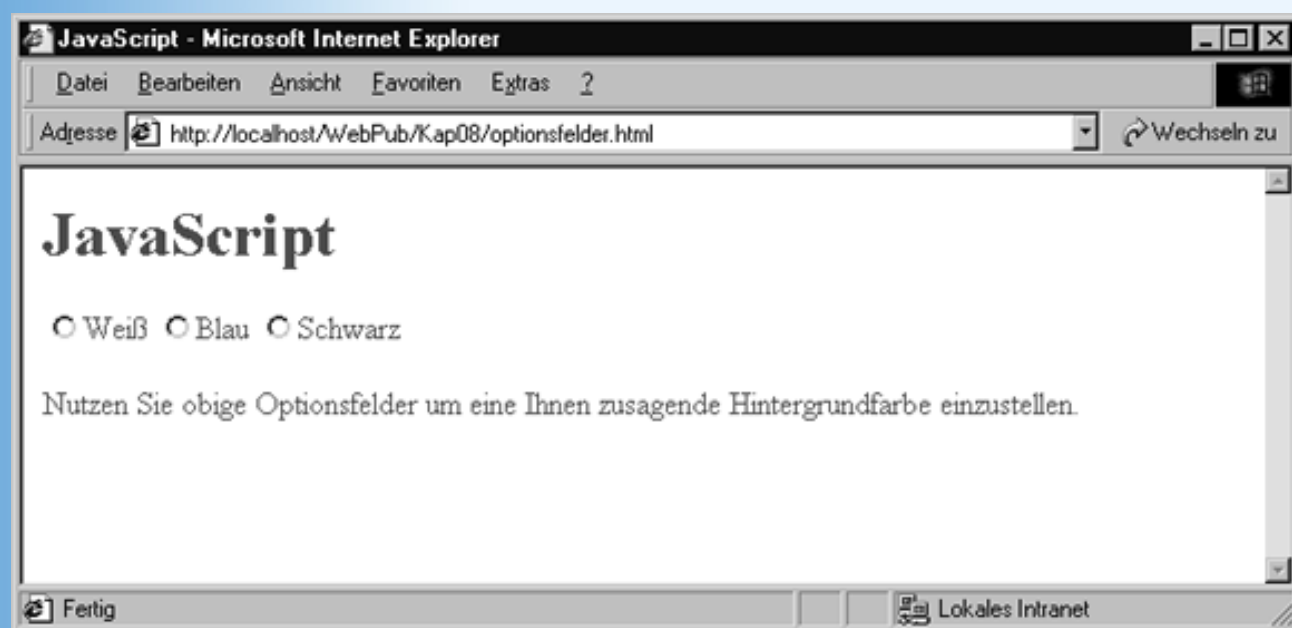 JavaScript - Microsoft Internet Explorer
Datei Bearbeiten Ansicht Favoriten Extras ?
Adresse http://localhost/WebPub/Kap08/optionsfelder.html Wechseln zu
JavaScript
Weiß Blau Schwarz
Nutzen Sie obige Optionsfelder um eine Ihnen zusagende Hintergrundfarbe einzustellen.
Fertig Lokales Intranet